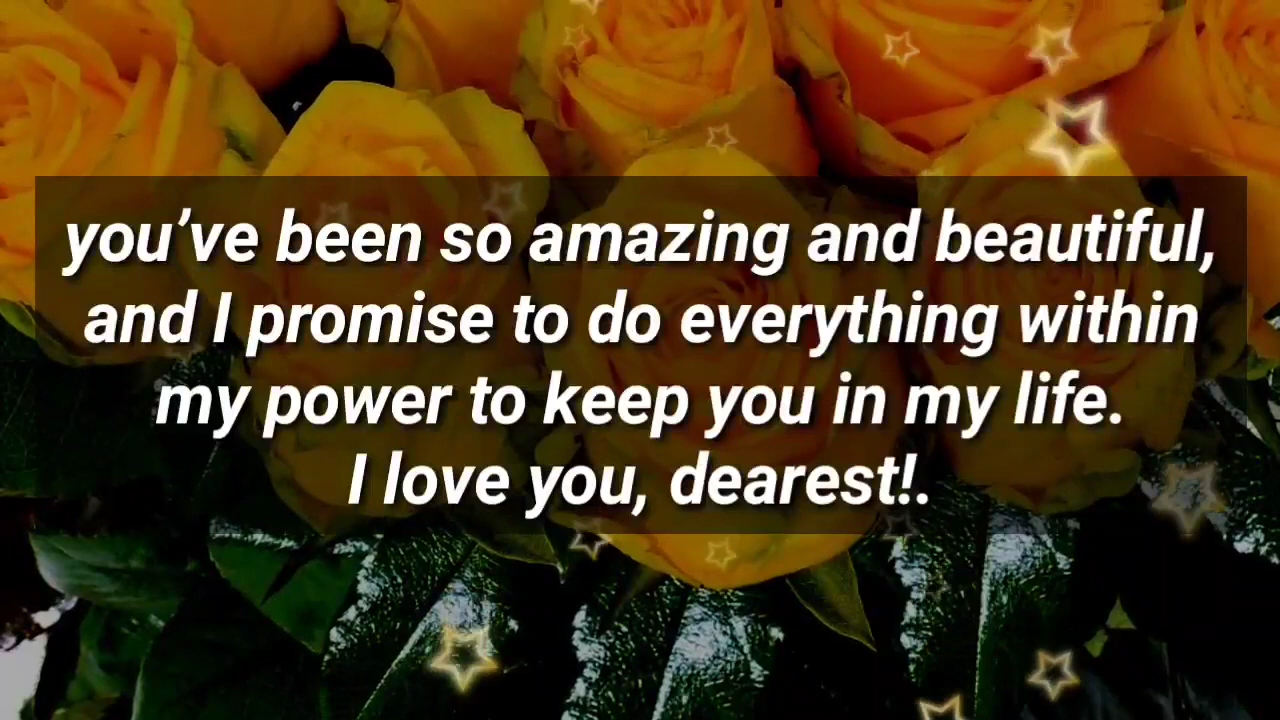 you’ve been so amazing and beautiful,
and I promise to do everything within
my power to keep you in my life.
I love you, dearest!.